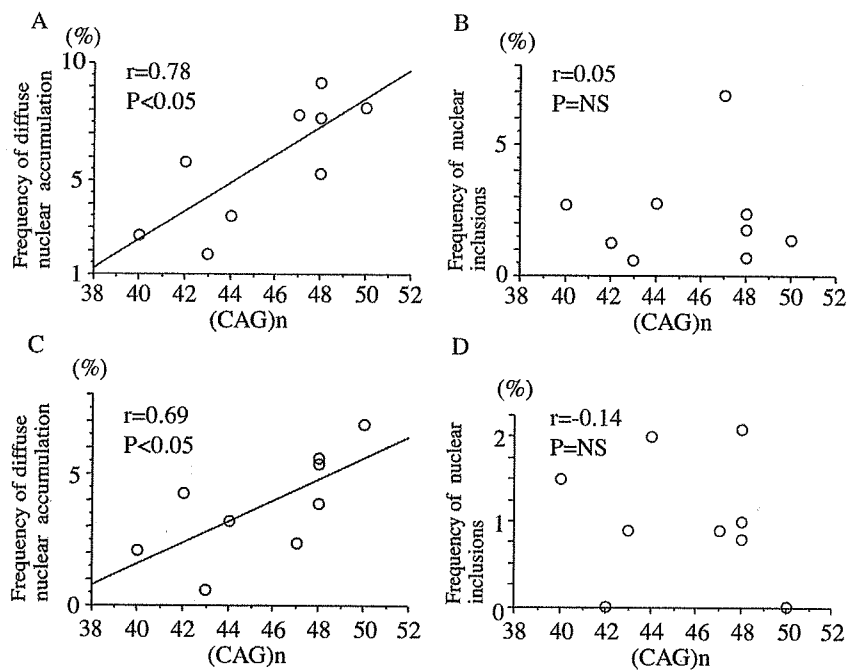 A
(%)
Frequency of diffuse
nuclear accumulation
10
5
1
r=0.78
P<0.05
38 40 42 44 46 48 50 52
(CAG)n
B
(%)
Frequency of nuclear
inclusions
5
0
r=0.05
P=NS
38 40 42 44 46 48 50 52
(CAG)n
C
(%)
Frequency of diffuse
nuclear accumulation
5
0
r=0.69
P<0.05
38 40 42 44 46 48 50 52
(CAG)n
D
(%)
Frequency of nuclear
inclusions
2
1
0
r=-0.14
P=NS
38 40 42 44 46 48 50 52
(CAG)n